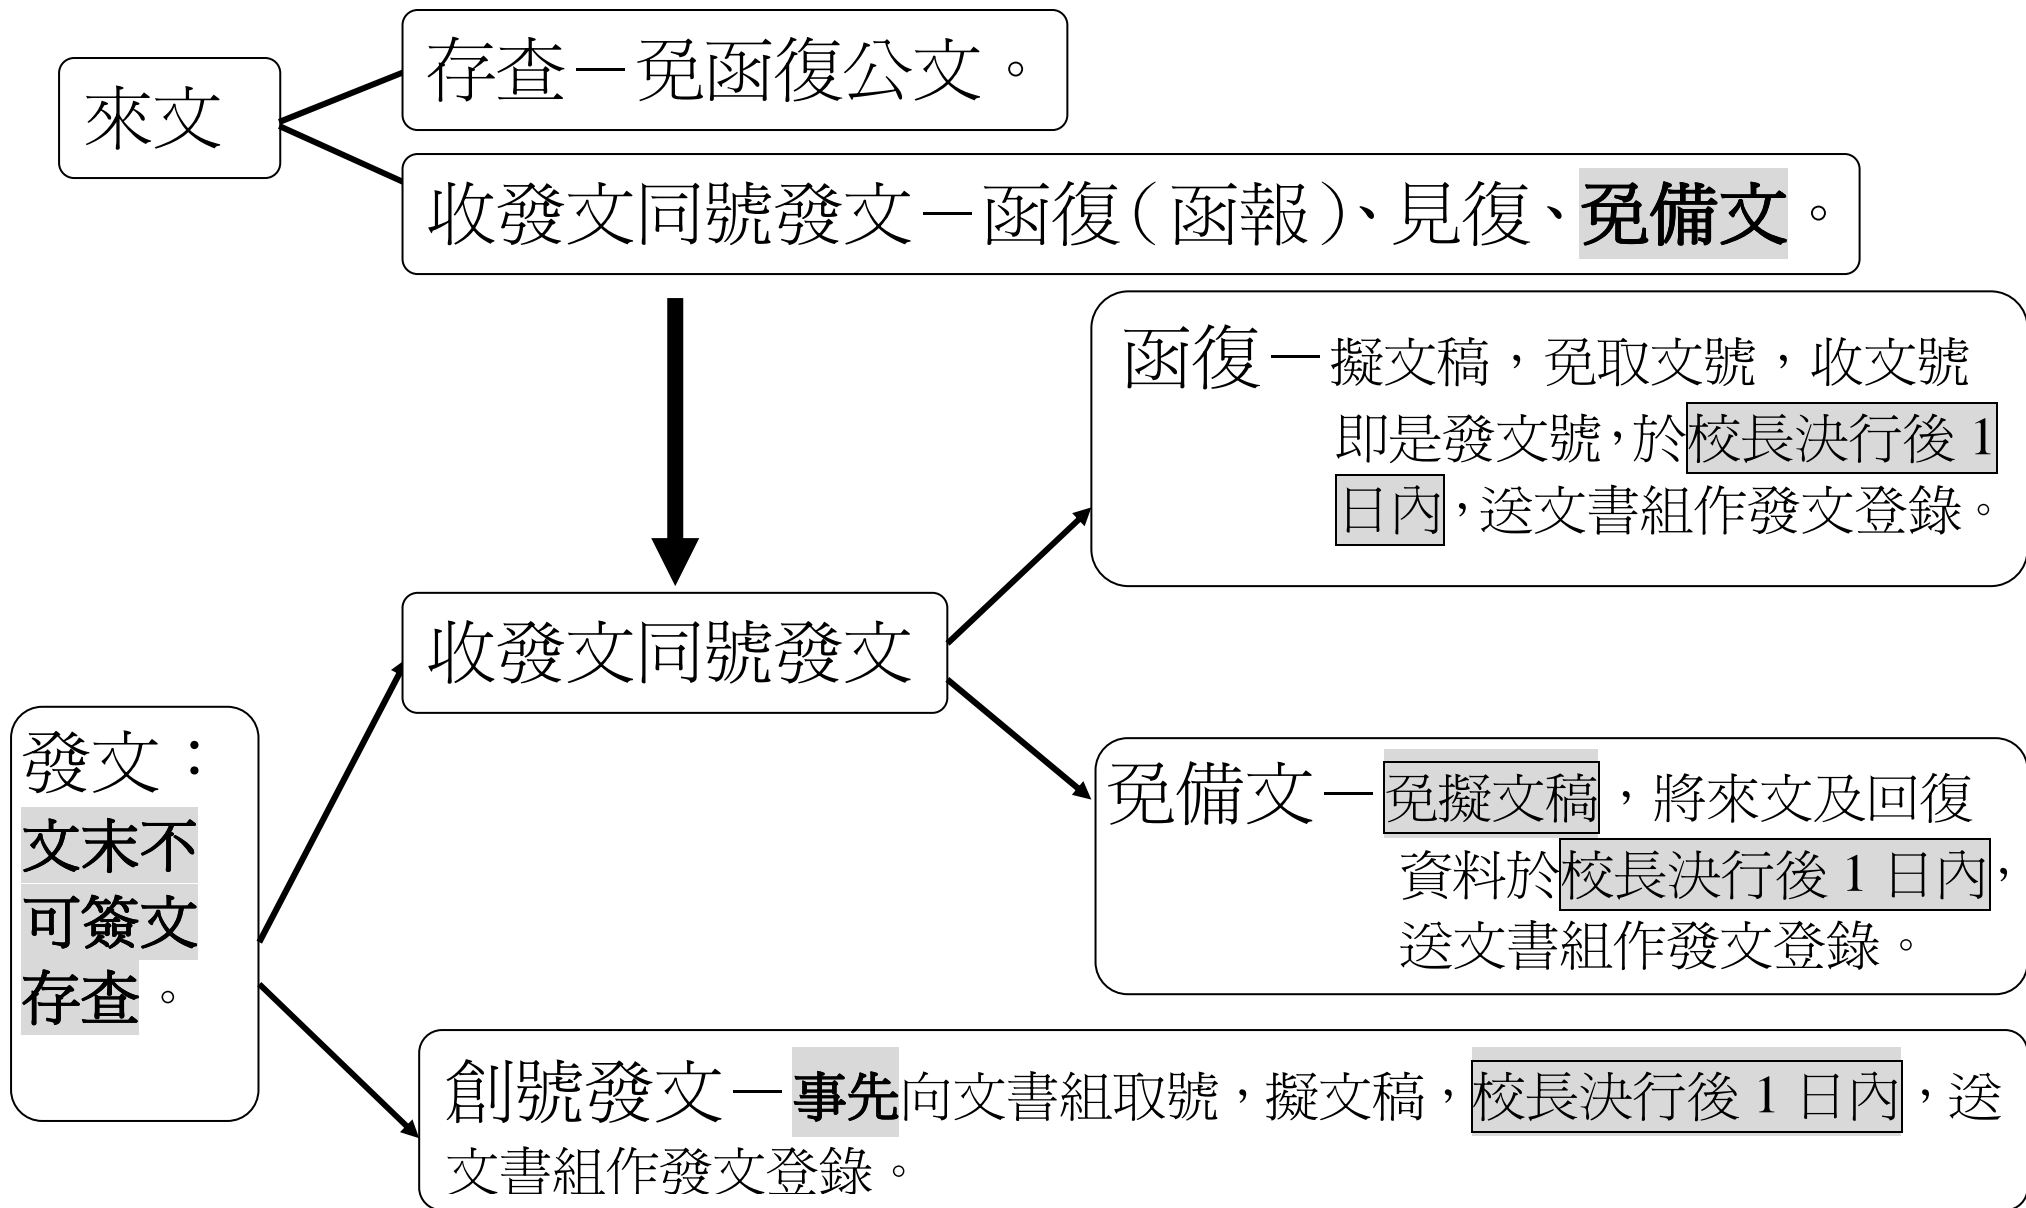 來文
存查－免函復公文。
收發文同號發文－函復（函報）、見復、免備文。
函復－擬文稿，免取文號，收文號
即是發文號，於校長決行後 1
日內，送文書組作發文登錄。
收發文同號發文
發文：
文末不
可簽文
存查。
免備文－免擬文稿，將來文及回復
資料於校長決行後 1 日內，
送文書組作發文登錄。
創號發文－事先向文書組取號，擬文稿，校長決行後 1 日內，送
文書組作發文登錄。